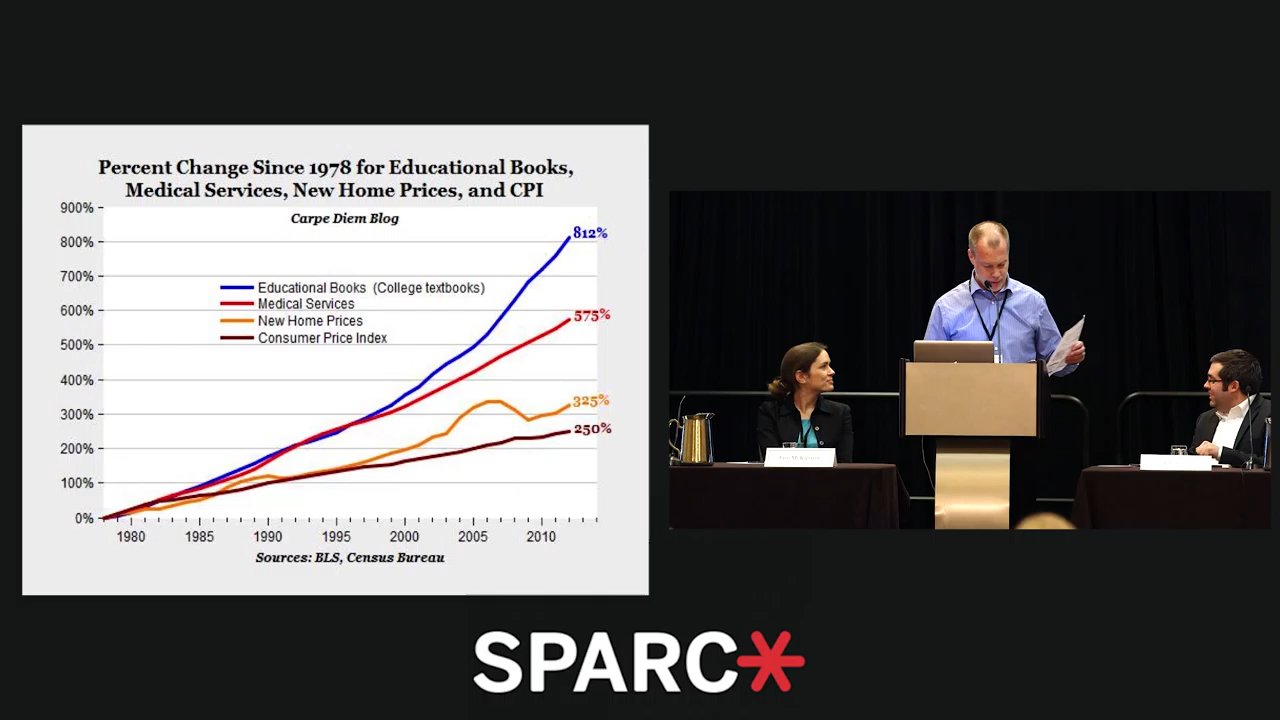 Percent Change Since 1978 for Educational Books,
Medical Services, New Home Prices, and CPI
Carpe Diem Blog
900%
800%
700%
600%
500%
400%
300%
200%
100%
0%
812%
575%
325%
250%
Educational Books (College textbooks)
Medical Services
New Home Prices
Consumer Price Index
1980 1985 1990 1995 2000 2005 2010
Sources: BLS, Census Bureau
SPARC